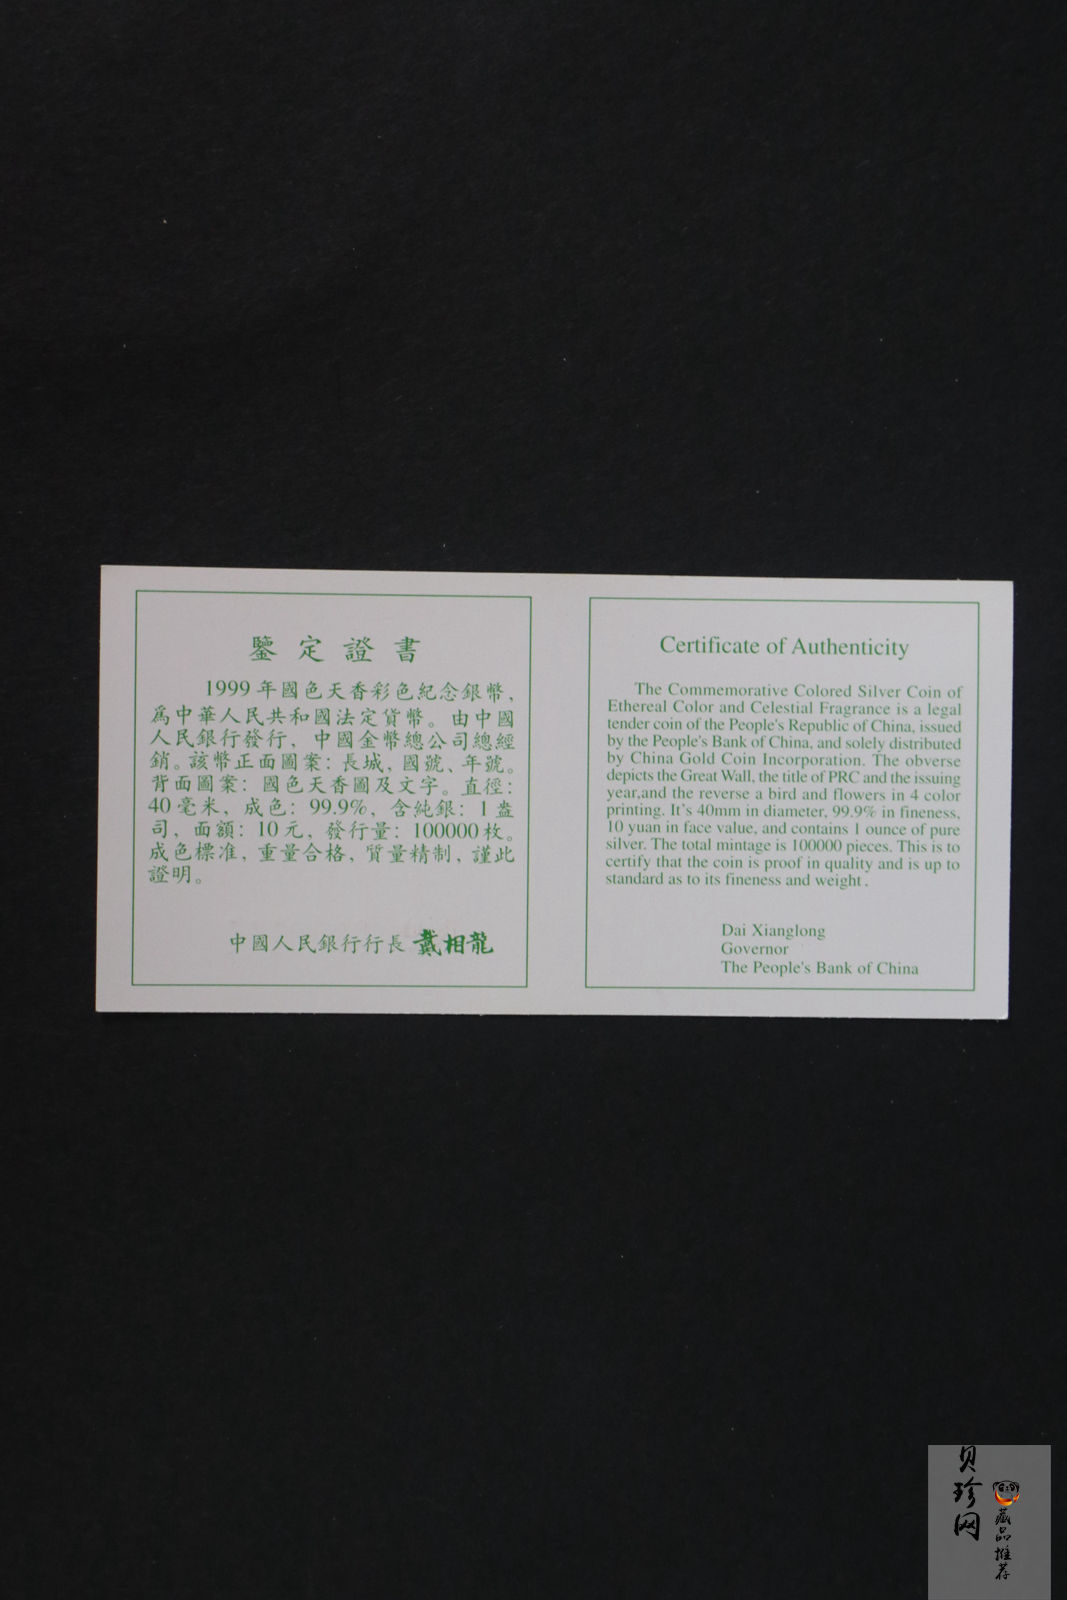 鑒定證書
1999年國色天香彩色紀念銀幣，
爲中華人民共和國法定貨幣。由中國
人民銀行發行，中國金幣總公司總經
銷。該幣正面圖案：長城、國號、年號。
背面圖案：國色天香圖及文字。直徑：
40毫米，成色：99.9%，含純銀：1盎
司，面額：10元，發行量：100000枚。
成色標准，重量合格，質量精制，謹此
證明。
中國人民銀行行長 戴相龍
Certificate of Authenticity
The Commemorative Colored Silver Coin of
Ethereal Color and Celestial Fragrance is a legal
tender coin of the People's Republic of China, issued
by the People's Bank of China, and solely distributed
by China Gold Coin Incorporation. The obverse
depicts the Great Wall, the title of PRC and the issuing
year,and the reverse a bird and flowers in 4 color
printing. It's 40mm in diameter, 99.9% in fineness,
10 yuan in face value, and contains 1 ounce of pure
silver. The total mintage is 100000 pieces. This is to
certify that the coin is proof in quality and is up to
standard as to its fineness and weight .
Dai Xianglong
Governor
The People's Bank of China
贝珍网
藏品推荐